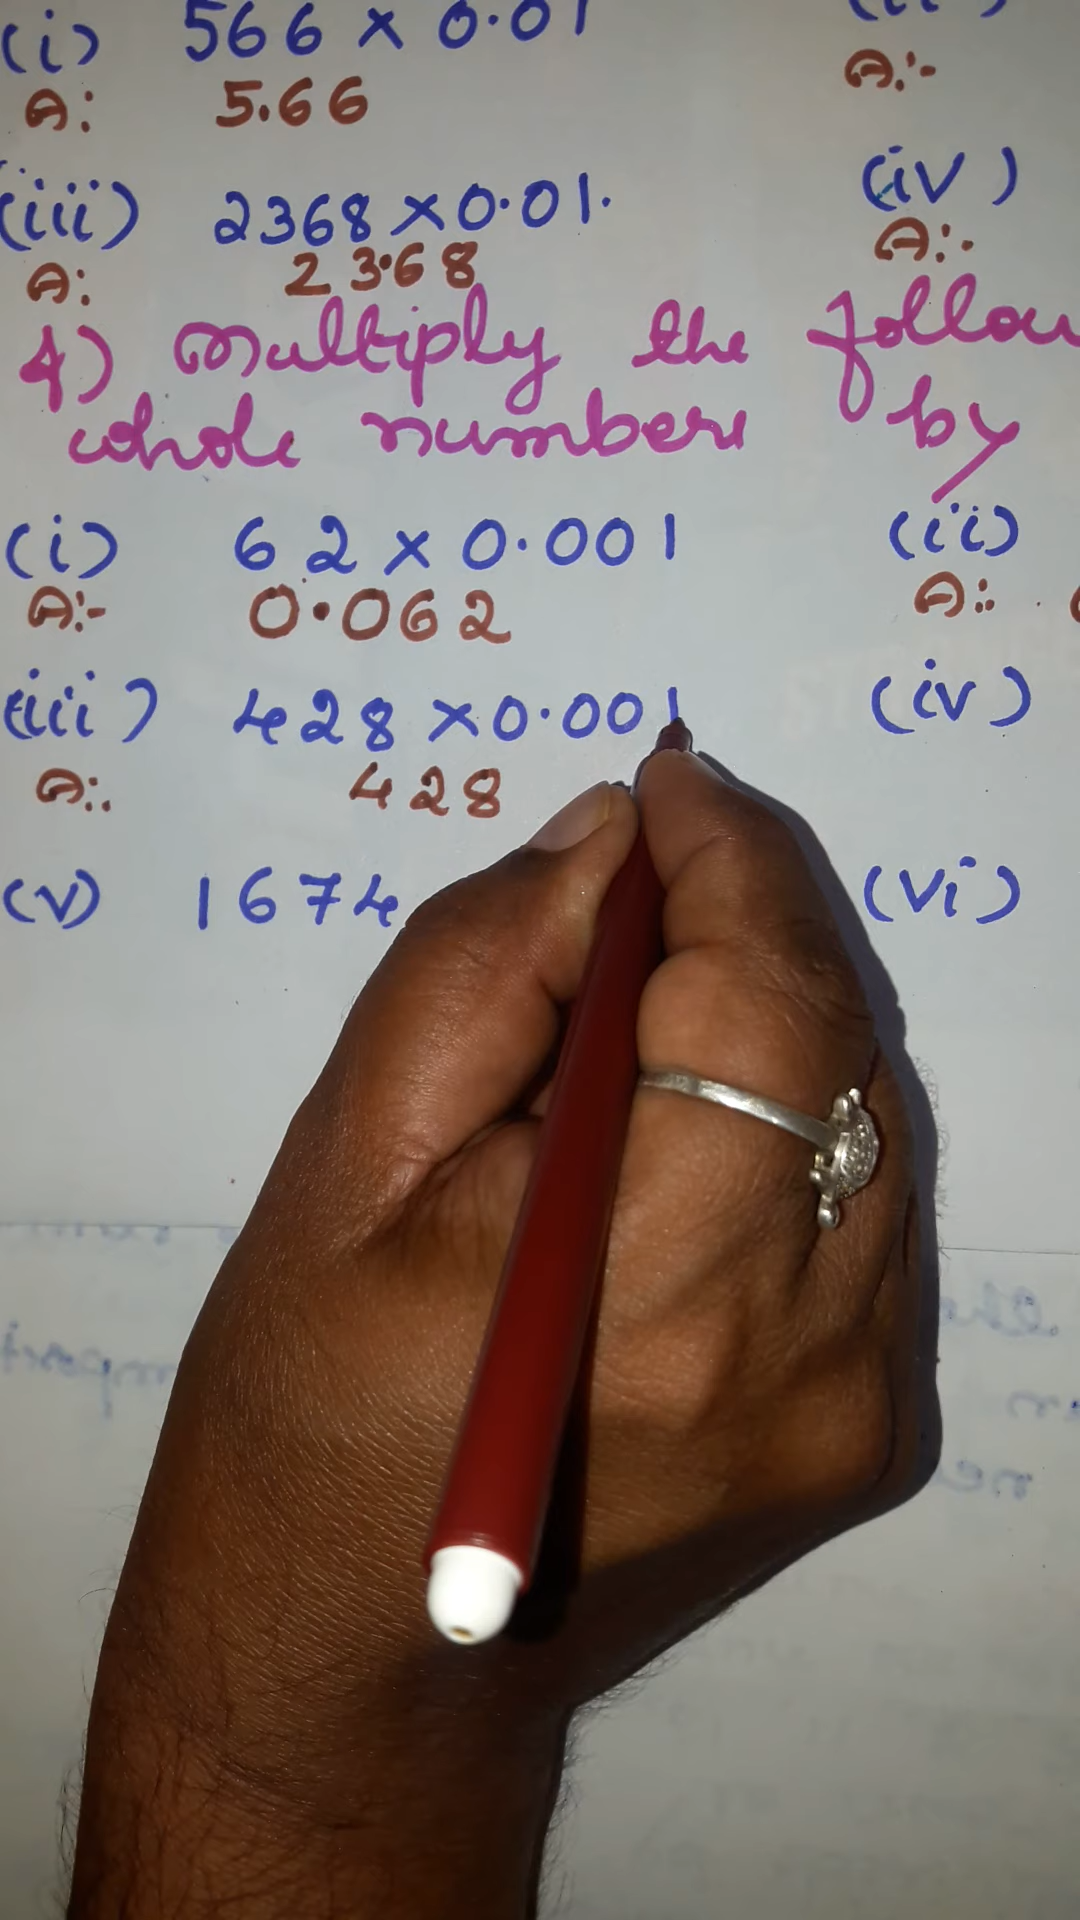 (i) 566 × 0.01 (ii)
A: 5.66 A:-
(iii) 2368 × 0.01. (iv)
A: 23.68 A:-
4) Multiply the
whole numbers by
(i) 62 × 0.001 (ii)
A:- 0.062 A:-
(iii) 428 × 0.001 (iv)
A:- 428
(v) 1674 (vi)